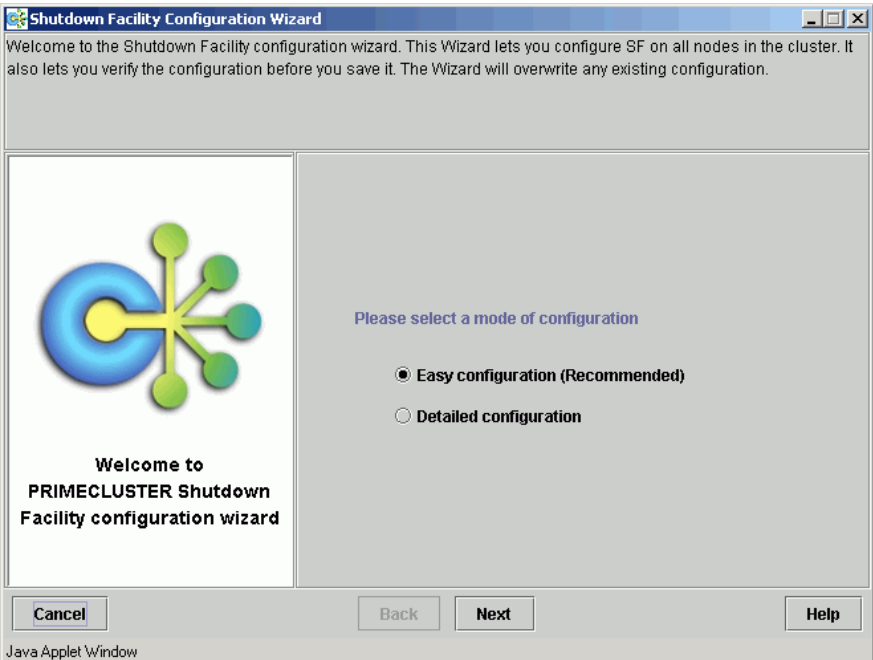 Shutdown Facility Configuration Wizard
Welcome to the Shutdown Facility configuration wizard. This Wizard lets you configure SF on all nodes in the cluster. It
also lets you verify the configuration before you save it. The Wizard will overwrite any existing configuration.
Please select a mode of configuration
Easy configuration (Recommended)
Detailed configuration
Welcome to
PRIMECLUSTER Shutdown
Facility configuration wizard
Cancel
Back
Next
Help
Java Applet Window